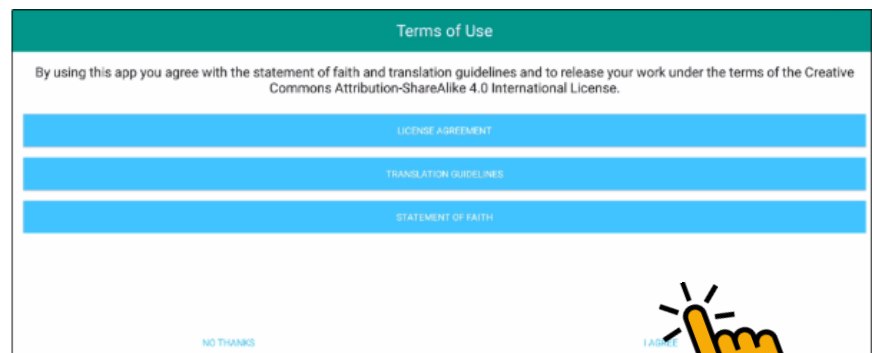 Terms of Use
By using this app you agree with the statement of faith and translation guidelines and to release your work under the terms of the Creative
Commons Attribution-ShareAlike 4.0 International License.
LICENSE AGREEMENT
TRANSLATION GUIDELINES
STATEMENT OF FAITH
NO THANKS
I AGREE